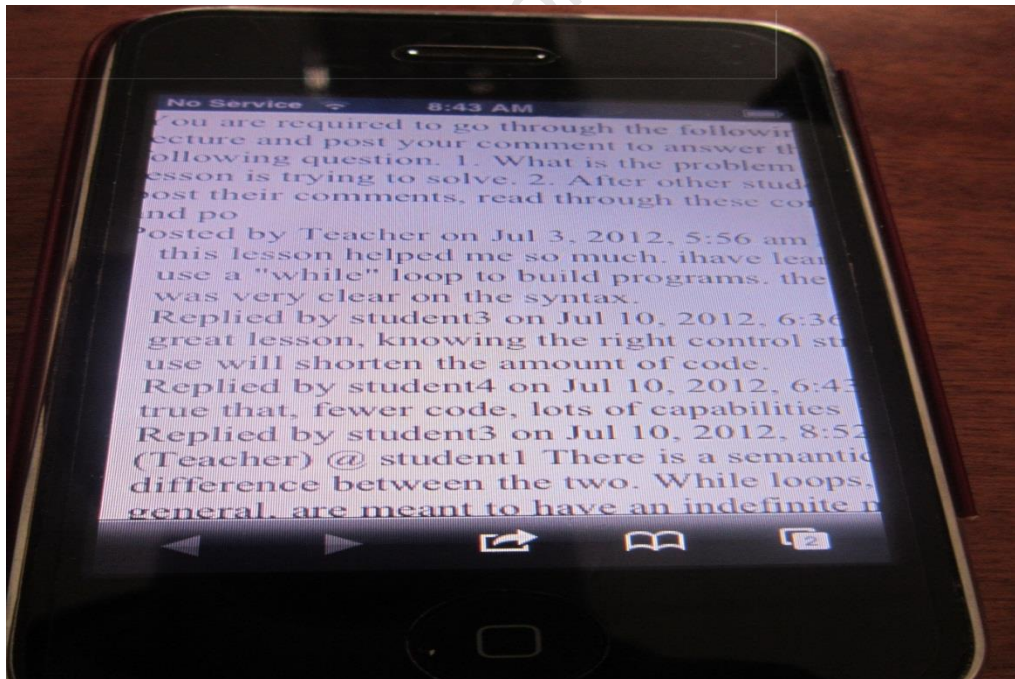 No Service 8:43 AM
You are required to go through the
ecture and post your comment to answer
ollowing question. 1. What is the problem
esson is trying to solve. 2. After other
ost their comments, read through these
nd po
Posted by Teacher on Jul 3, 2012, 5:56 am
this lesson helped me so much. ihave
use a "while" loop to build programs. the
was very clear on the syntax.
Replied by student3 on Jul 10, 2012, 6:36
great lesson, knowing the right control
use will shorten the amount of code.
Replied by student4 on Jul 10, 2012, 6:43
true that, fewer code, lots of capabilities
Replied by student3 on Jul 10, 2012, 8:52
(Teacher) @ student1 There is a semantic
difference between the two. While loops,
general, are meant to have an indefinite
2